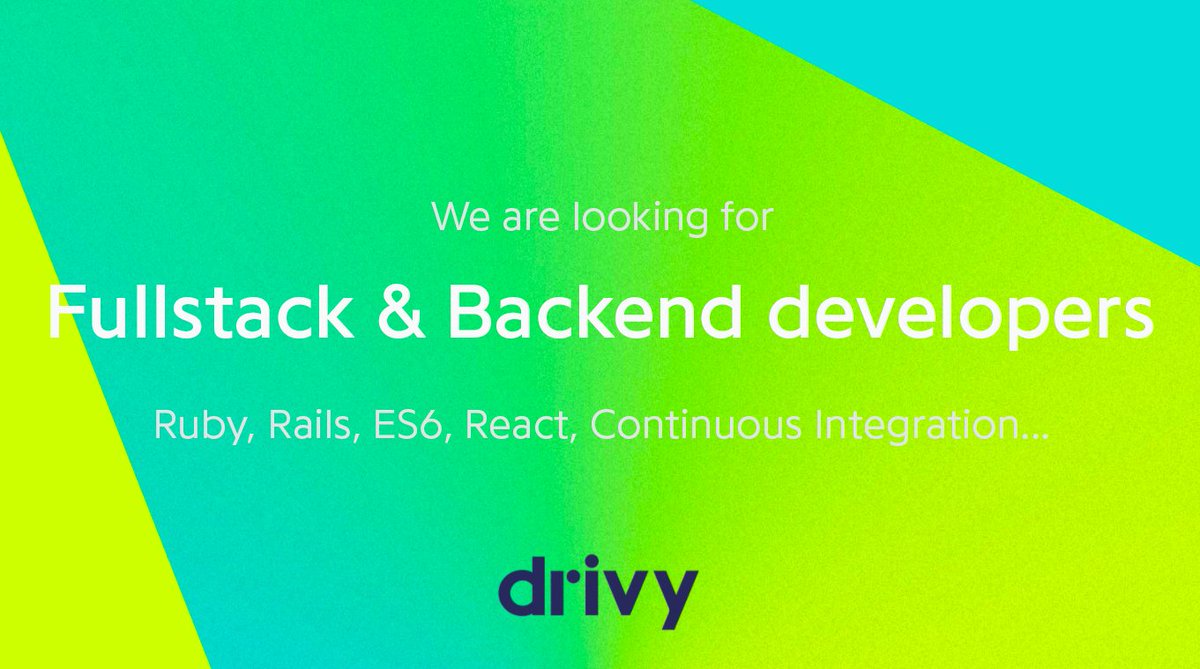 We are looking for
Fullstack & Backend developers
Ruby, Rails, ES6, React, Continuous Integration...
drivy